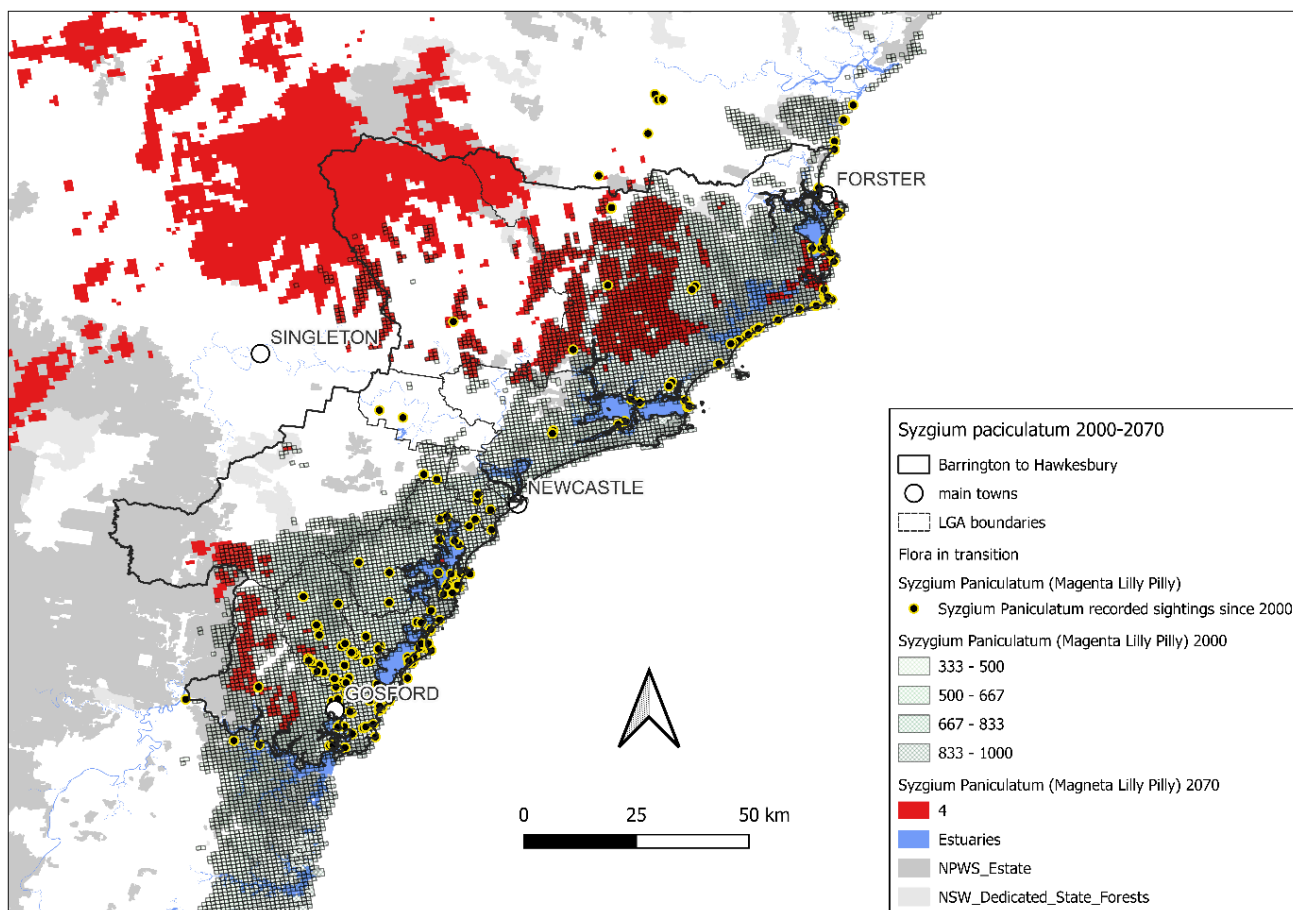 FORSTER
SINGLETON
NEWCASTLE
GOSFORD
0 25 50 km
Syzgium paciculatum 2000-2070
Barrington to Hawkesbury
main towns
LGA boundaries
Flora in transition
Syzgium Paniculatum (Magenta Lilly Pilly)
Syzgium Paniculatum recorded sightings since 2000
Syzygium Paniculatum (Magenta Lilly Pilly) 2000
333 - 500
500 - 667
667 - 833
833 - 1000
Syzgium Paniculatum (Magneta Lilly Pilly) 2070
4
Estuaries
NPWS_Estate
NSW_Dedicated_State_Forests